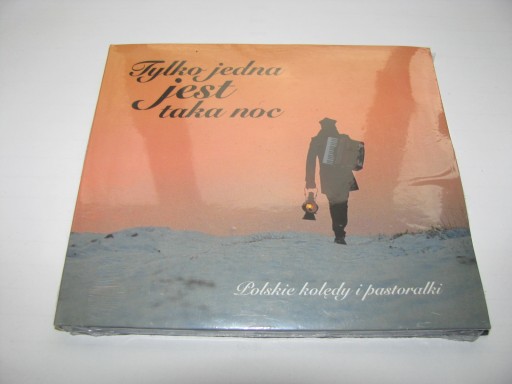 Tylko jedna
jest
taka noc
Polskie kolędy i pastorałki